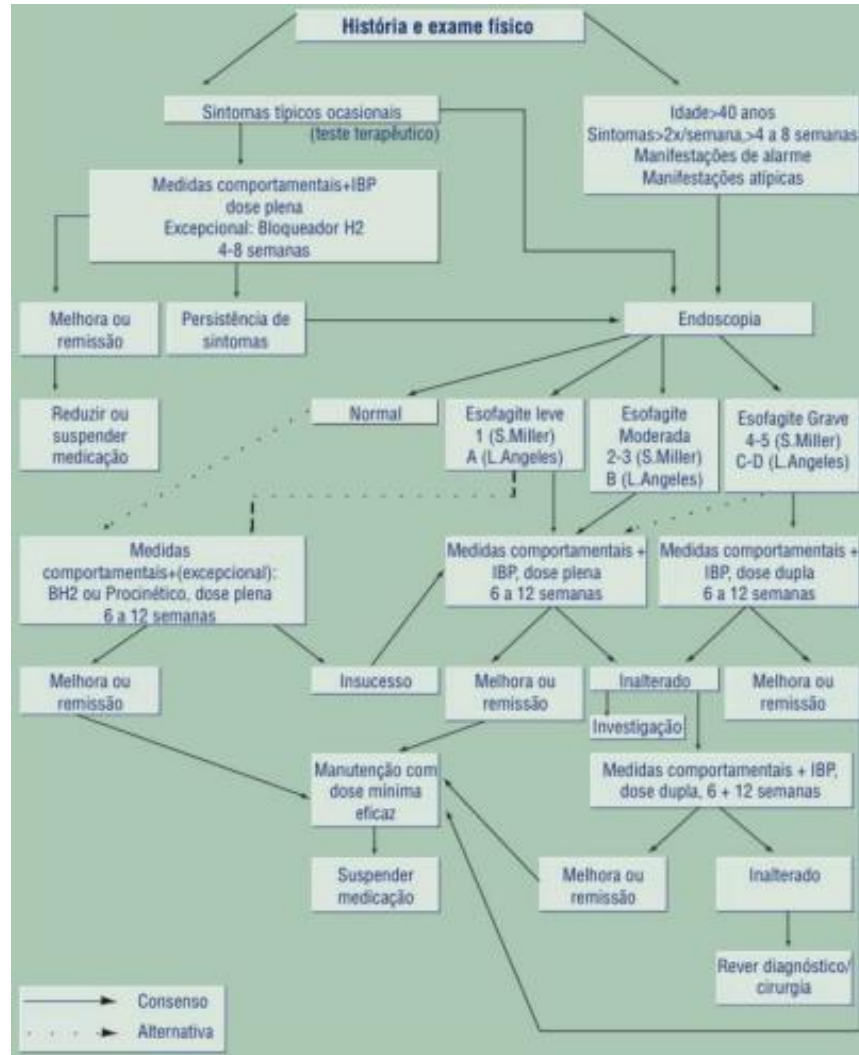 História e exame físico
Sintomas típicos ocasionais
(teste terapêutico)
Idade>40 anos
Sintomas>2x/semana,>4 a 8 semanas
Manifestações de alarme
Manifestações atípicas
Medidas comportamentais+IBP
dose plena
Excepcional: Bloqueador H2
4-8 semanas
Melhora ou
remissão
Persistência de
sintomas
Endoscopia
Reduzir ou
suspender
medicação
Normal
Esofagite leve
1 (S.Miller)
A (L.Angeles)
Esofagite
Moderada
2-3 (S.Miller)
B (L.Angeles)
Esofagite Grave
4-5 (S.Miller)
C-D (L.Angeles)
Medidas
comportamentais+(excepcional):
BH2 ou Procinético, dose plena
6 a 12 semanas
Medidas comportamentais +
IBP, dose plena
6 a 12 semanas
Medidas comportamentais +
IBP, dose dupla
6 a 12 semanas
Melhora ou
remissão
Insucesso
Melhora ou
remissão
Inalterado
Melhora ou
remissão
Investigação
Manutenção com
dose mínima
eficaz
Medidas comportamentais + IBP,
dose dupla, 6 + 12 semanas
Suspender
medicação
Melhora ou
remissão
Inalterado
Rever diagnóstico/
cirurgia
Consenso
Alternativa